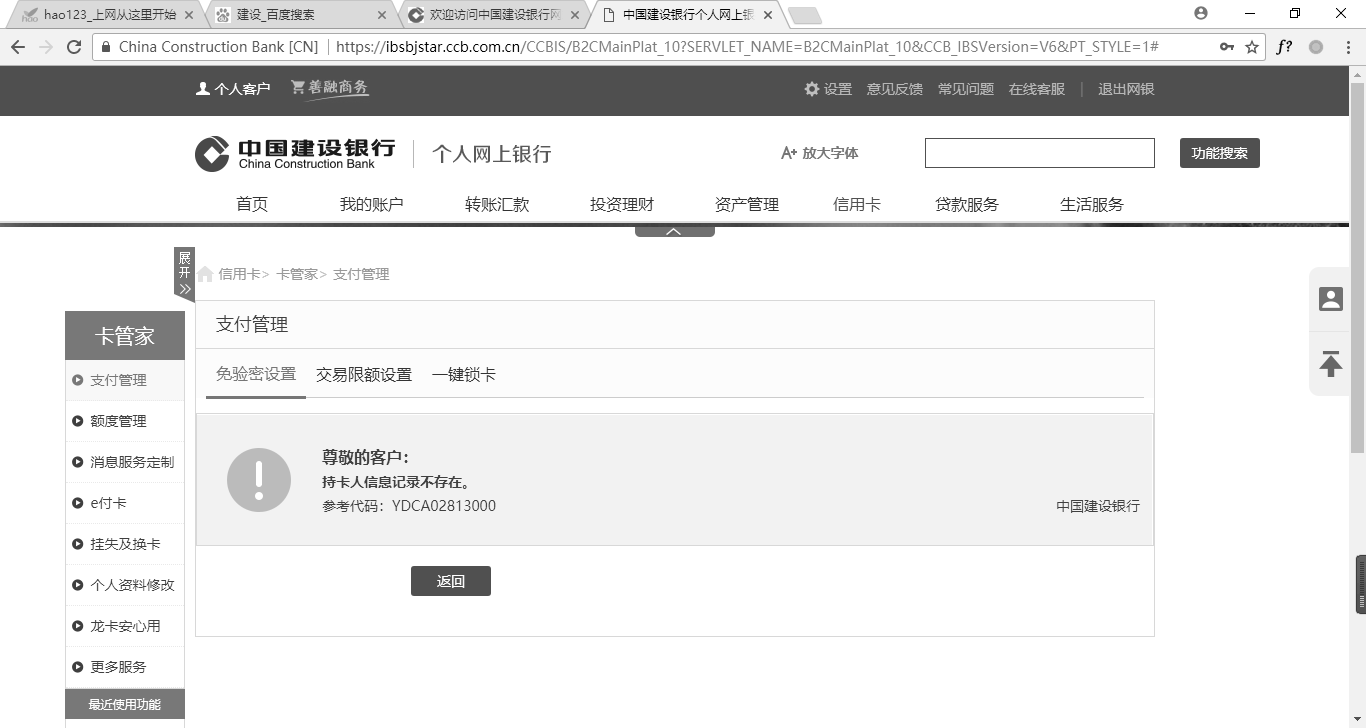 hao123_上网从这里开始
建设_百度搜索
欢迎访问中国建设银行网
中国建设银行个人网上银
China Construction Bank [CN] https://ibsbjstar.ccb.com.cn/CCBIS/B2CMainPlat_10?SERVLET_NAME=B2CMainPlat_10&CCB_IBSVersion=V6&PT_STYLE=1#
f?
个人客户 善融商务 设置 意见反馈 常见问题 在线客服 | 退出网银
中国建设银行
China Construction Bank
个人网上银行
A+ 放大字体
功能搜索
首页 我的账户 转账汇款 投资理财 资产管理 信用卡 贷款服务 生活服务
展开
信用卡> 卡管家> 支付管理
卡管家
支付管理
额度管理
消息服务定制
e付卡
挂失及换卡
个人资料修改
龙卡安心用
更多服务
最近使用功能
支付管理
免验密设置 交易限额设置 一键锁卡
尊敬的客户：
持卡人信息记录不存在。
参考代码：YDCA02813000
中国建设银行
返回